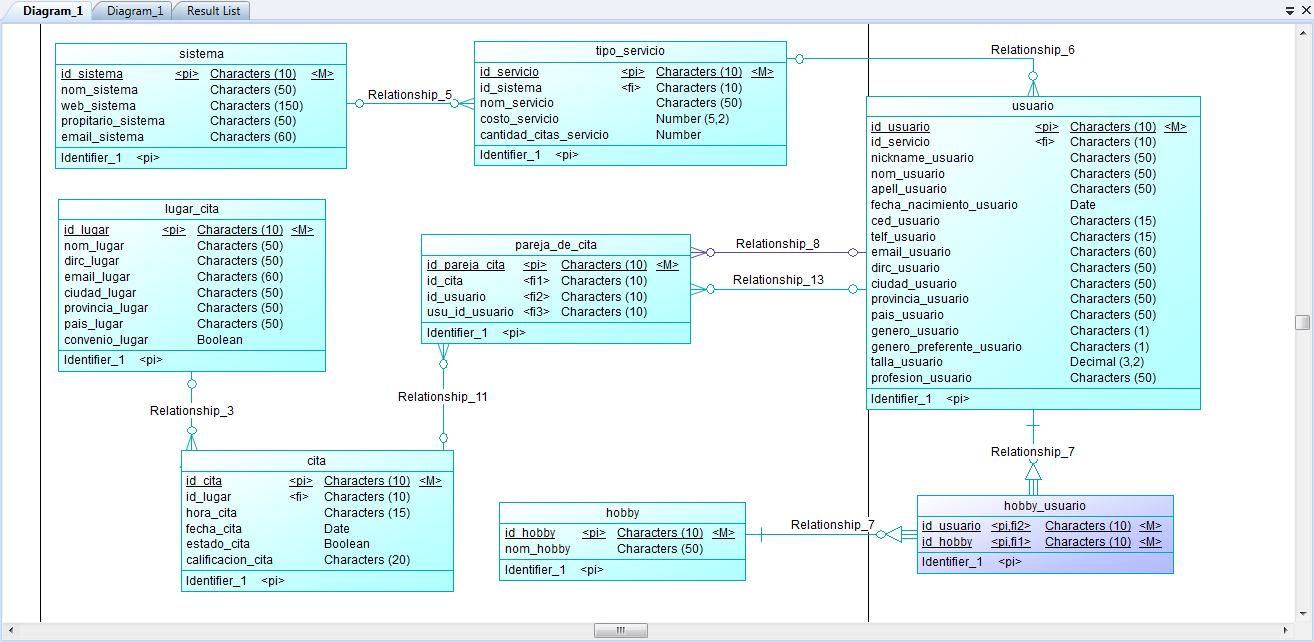 Diagram_1 Diagram_1 Result List
sistema
id_sistema <pi> Characters (10) <M>
nom_sistema Characters (50)
web_sistema Characters (150)
propitario_sistema Characters (50)
email_sistema Characters (60)
Identifier_1 <pi>
Relationship_5
tipo_servicio
id_servicio <pi> Characters (10) <M>
id_sistema <fi> Characters (10)
nom_servicio Characters (50)
costo_servicio Number (5,2)
cantidad_citas_servicio Number
Identifier_1 <pi>
Relationship_6
usuario
id_usuario <pi> Characters (10) <M>
id_servicio <fi> Characters (10)
nickname_usuario Characters (50)
nom_usuario Characters (50)
apell_usuario Characters (50)
fecha_nacimiento_usuario Date
ced_usuario Characters (15)
telf_usuario Characters (15)
email_usuario Characters (60)
dirc_usuario Characters (50)
ciudad_usuario Characters (50)
provincia_usuario Characters (50)
pais_usuario Characters (50)
genero_usuario Characters (1)
genero_preferente_usuario Characters (1)
talla_usuario Decimal (3,2)
profesion_usuario Characters (50)
Identifier_1 <pi>
lugar_cita
id_lugar <pi> Characters (10) <M>
nom_lugar Characters (50)
dirc_lugar Characters (50)
email_lugar Characters (60)
ciudad_lugar Characters (50)
provincia_lugar Characters (50)
pais_lugar Characters (50)
convenio_lugar Boolean
Identifier_1 <pi>
pareja_de_cita
id_pareja_cita <pi> Characters (10) <M>
id_cita <fi1> Characters (10)
id_usuario <fi2> Characters (10)
usu_id_usuario <fi3> Characters (10)
Identifier_1 <pi>
Relationship_8
Relationship_13
Relationship_3
Relationship_11
cita
id_cita <pi> Characters (10) <M>
id_lugar <fi> Characters (10)
hora_cita Characters (15)
fecha_cita Date
estado_cita Boolean
calificacion_cita Characters (20)
Identifier_1 <pi>
hobby
id_hobby <pi> Characters (10) <M>
nom_hobby Characters (50)
Identifier_1 <pi>
Relationship_7
Relationship_7
hobby_usuario
id_usuario <pi,fi2> Characters (10) <M>
id_hobby <pi,fi1> Characters (10) <M>
Identifier_1 <pi>